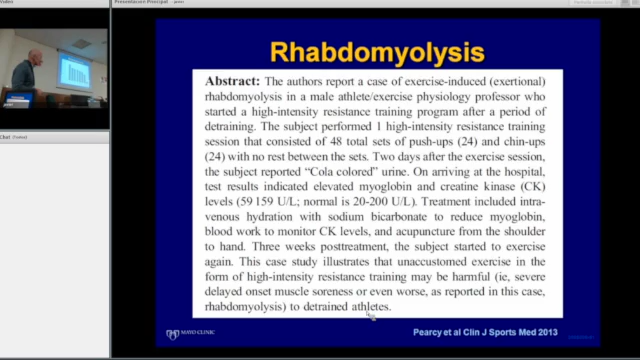 Video
Presentacion Principal
Chat
Rhabdomyolysis
Abstract: The authors report a case of exercise-induced (exertional)
rhabdomyolysis in a male athlete/exercise physiology professor who
started a high-intensity resistance training program after a period of
detraining. The subject performed 1 high-intensity resistance training
session that consisted of 48 total sets of push-ups (24) and chin-ups
(24) with no rest between the sets. Two days after the exercise session,
the subject reported “Cola colored” urine. On arriving at the hospital,
test results indicated elevated myoglobin and creatine kinase (CK)
levels (59 159 U/L; normal is 20-200 U/L). Treatment included intra-
venous hydration with sodium bicarbonate to reduce myoglobin,
blood work to monitor CK levels, and acupuncture from the shoulder
to hand. Three weeks posttreatment, the subject started to exercise
again. This case study illustrates that unaccustomed exercise in the
form of high-intensity resistance training may be harmful (ie, severe
delayed onset muscle soreness or even worse, as reported in this case,
rhabdomyolysis) to detrained athletes.
MAYO CLINIC
Pearcy et al Clin J Sports Med 2013